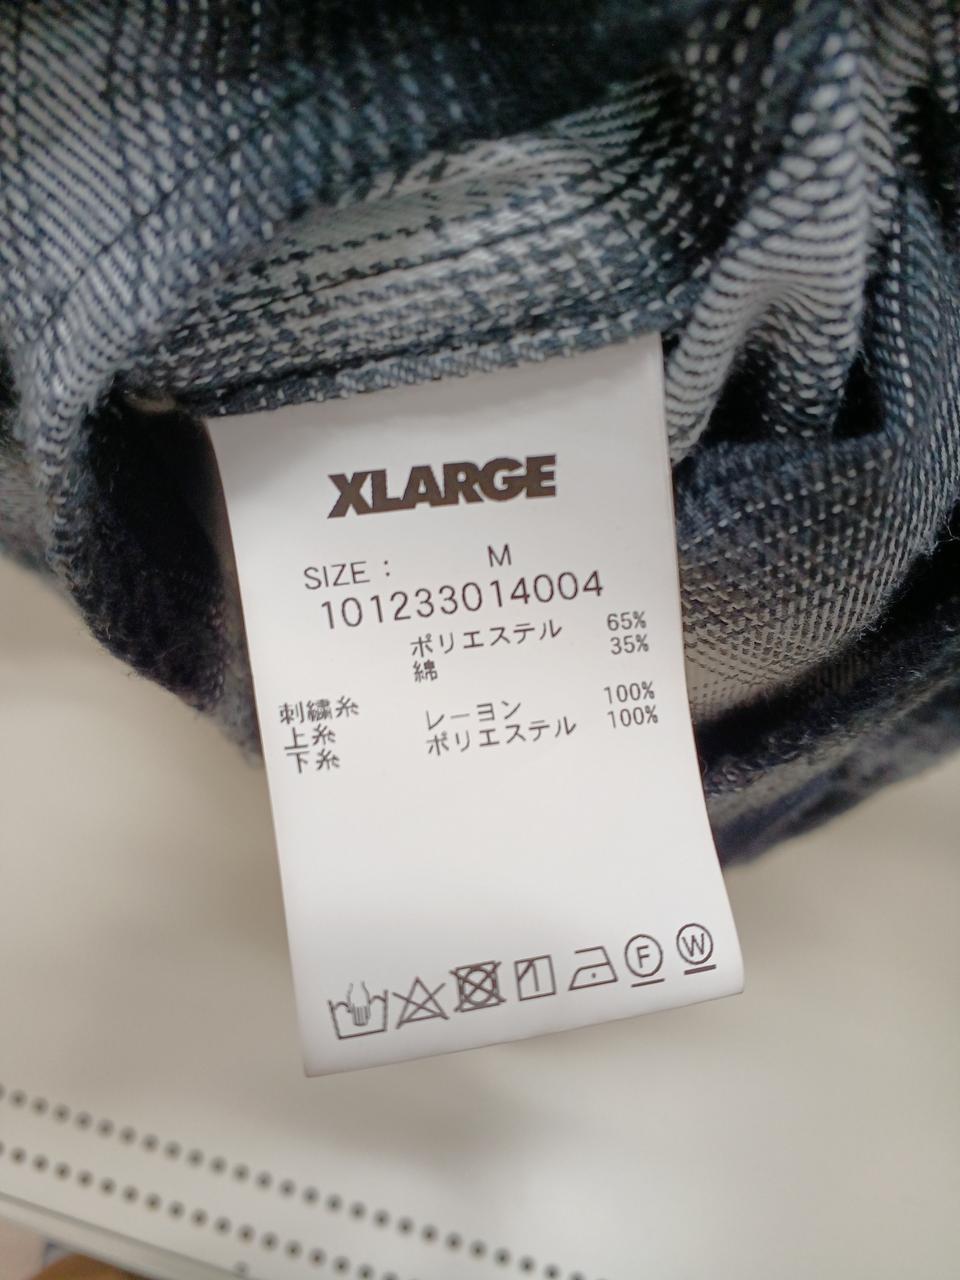 XLARGE
SIZE : M
101233014004
ポリエステル 65%
綿 35%
刺繍糸
上糸 レーヨン 100%
下糸 ポリエステル 100%
F W